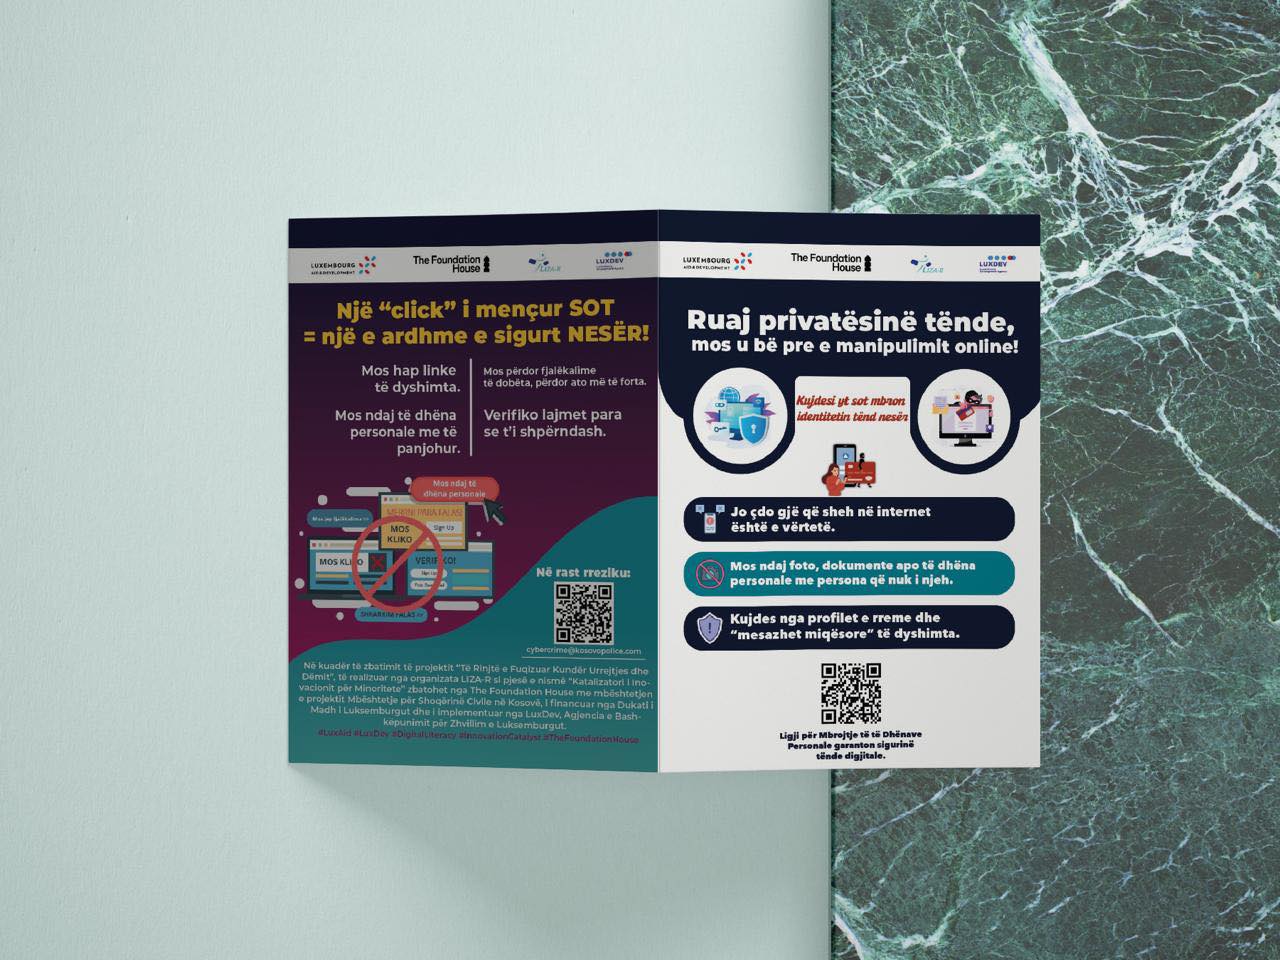 LUXEMBOURG
AID & DEVELOPMENT
The Foundation
House
LIZA-R
LUXDEV
Një “click” i mençur SOT
= një e ardhme e sigurt NESËR!
Mos hap linke
të dyshimta.
Mos ndaj të dhëna
personale me të
panjohur.
Mos përdor fjalëkalime
të dobëta, përdor ato më të forta.
Verifiko lajmet para
se t’i shpërndash.
Mos ndaj të
dhëna personale
MERRNI PARA FALAS!
MOS
KLIKO
Sign Up
MOS KLIKO
VERIFIKO!
SHKARKIM FALAS >>
Në rast rreziku:
cybercrime@kosovopolice.com
Në kuadër të zbatimit të projektit “Të Rinjtë e Fuqizuar Kundër Urrejtjes dhe
Dëmit”, të realizuar nga organizata LIZA-R si pjesë e nismë “Katalizatori i Ino-
vacionit për Minoritete” zbatohet nga The Foundation House me mbështetjen
e projektit Mbështetje për Shoqërinë Civile në Kosovë, i financuar nga Dukati i
Madh i Luksemburgut dhe i implementuar nga LuxDev, Agjencia e Bash-
këpunimit për Zhvillim e Luksemburgut.
#LuxAid #LuxDev #DigitalLiteracy #InnovationCatalyst #TheFoundationHouse
LUXEMBOURG
AID & DEVELOPMENT
The Foundation
House
LIZA-R
LUXDEV
Ruaj privatësinë tënde,
mos u bë pre e manipulimit online!
Kujdesi yt sot mbron
identitetin tënd nesër
Jo çdo gjë që sheh në internet
është e vërtetë.
Mos ndaj foto, dokumente apo të dhëna
personale me persona që nuk i njeh.
Kujdes nga profilet e rreme dhe
“mesazhet miqësore” të dyshimta.
Ligji për Mbrojtje të të Dhënave
Personale garanton sigurinë
tënde digjitale.